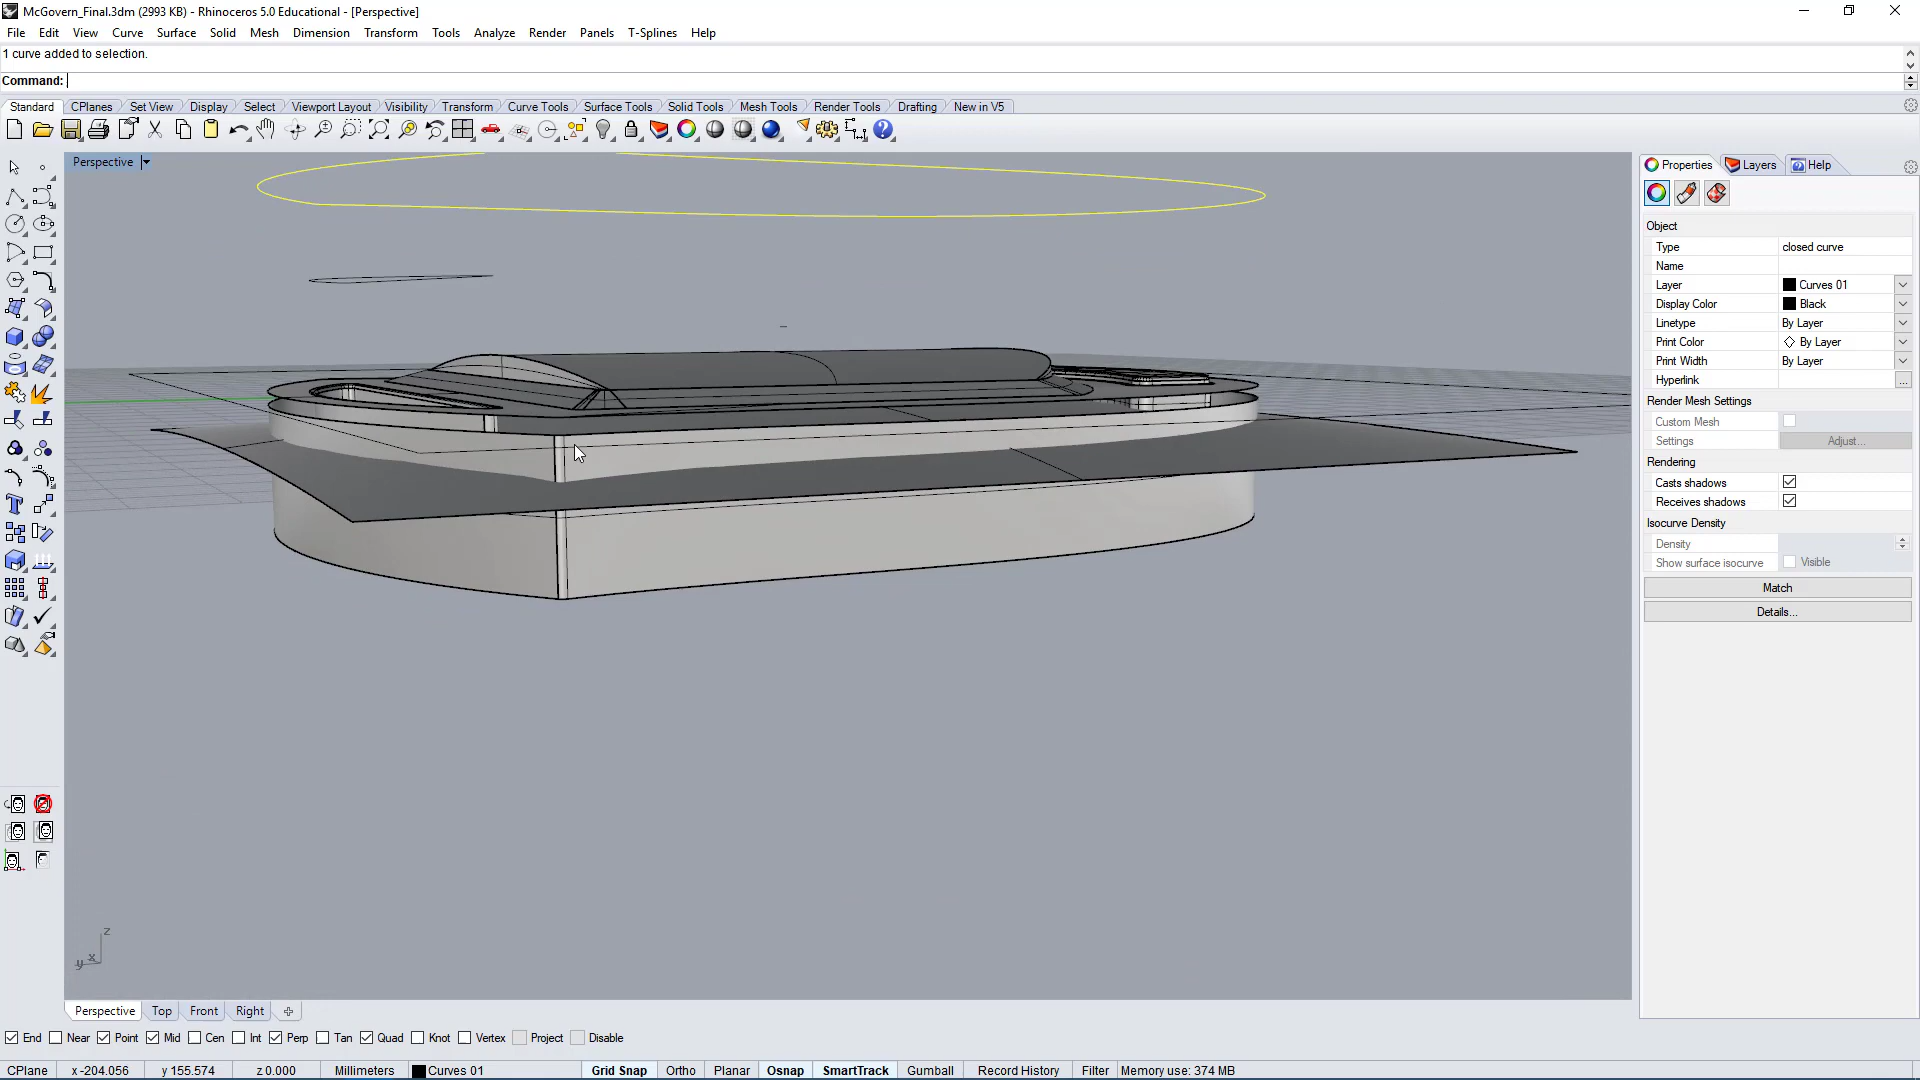 McGovern_Final.3dm (2993 KB) - Rhinoceros 5.0 Educational - [Perspective]
File Edit View Curve Surface Solid Mesh Dimension Transform Tools Analyze Render Panels T-Splines Help
1 curve added to selection.
Command:
Standard CPlanes Set View Display Select Viewport Layout Visibility Transform Curve Tools Surface Tools Solid Tools Mesh Tools Render Tools Drafting New in V5
Perspective
Properties Layers Help
Object
Type closed curve
Name
Layer Curves 01
Display Color Black
Linetype By Layer
Print Color By Layer
Print Width By Layer
Hyperlink ...
Render Mesh Settings
Custom Mesh
Settings Adjust...
Rendering
Casts shadows
Receives shadows
Isocurve Density
Density
Show surface isocurve Visible
Match
Details...
z
y x
Perspective Top Front Right
End Near Point Mid Cen Int Perp Tan Quad Knot Vertex Project Disable
CPlane x -204.056 y 155.574 z 0.000 Millimeters Curves 01 Grid Snap Ortho Planar Osnap SmartTrack Gumball Record History Filter Memory use: 374 MB